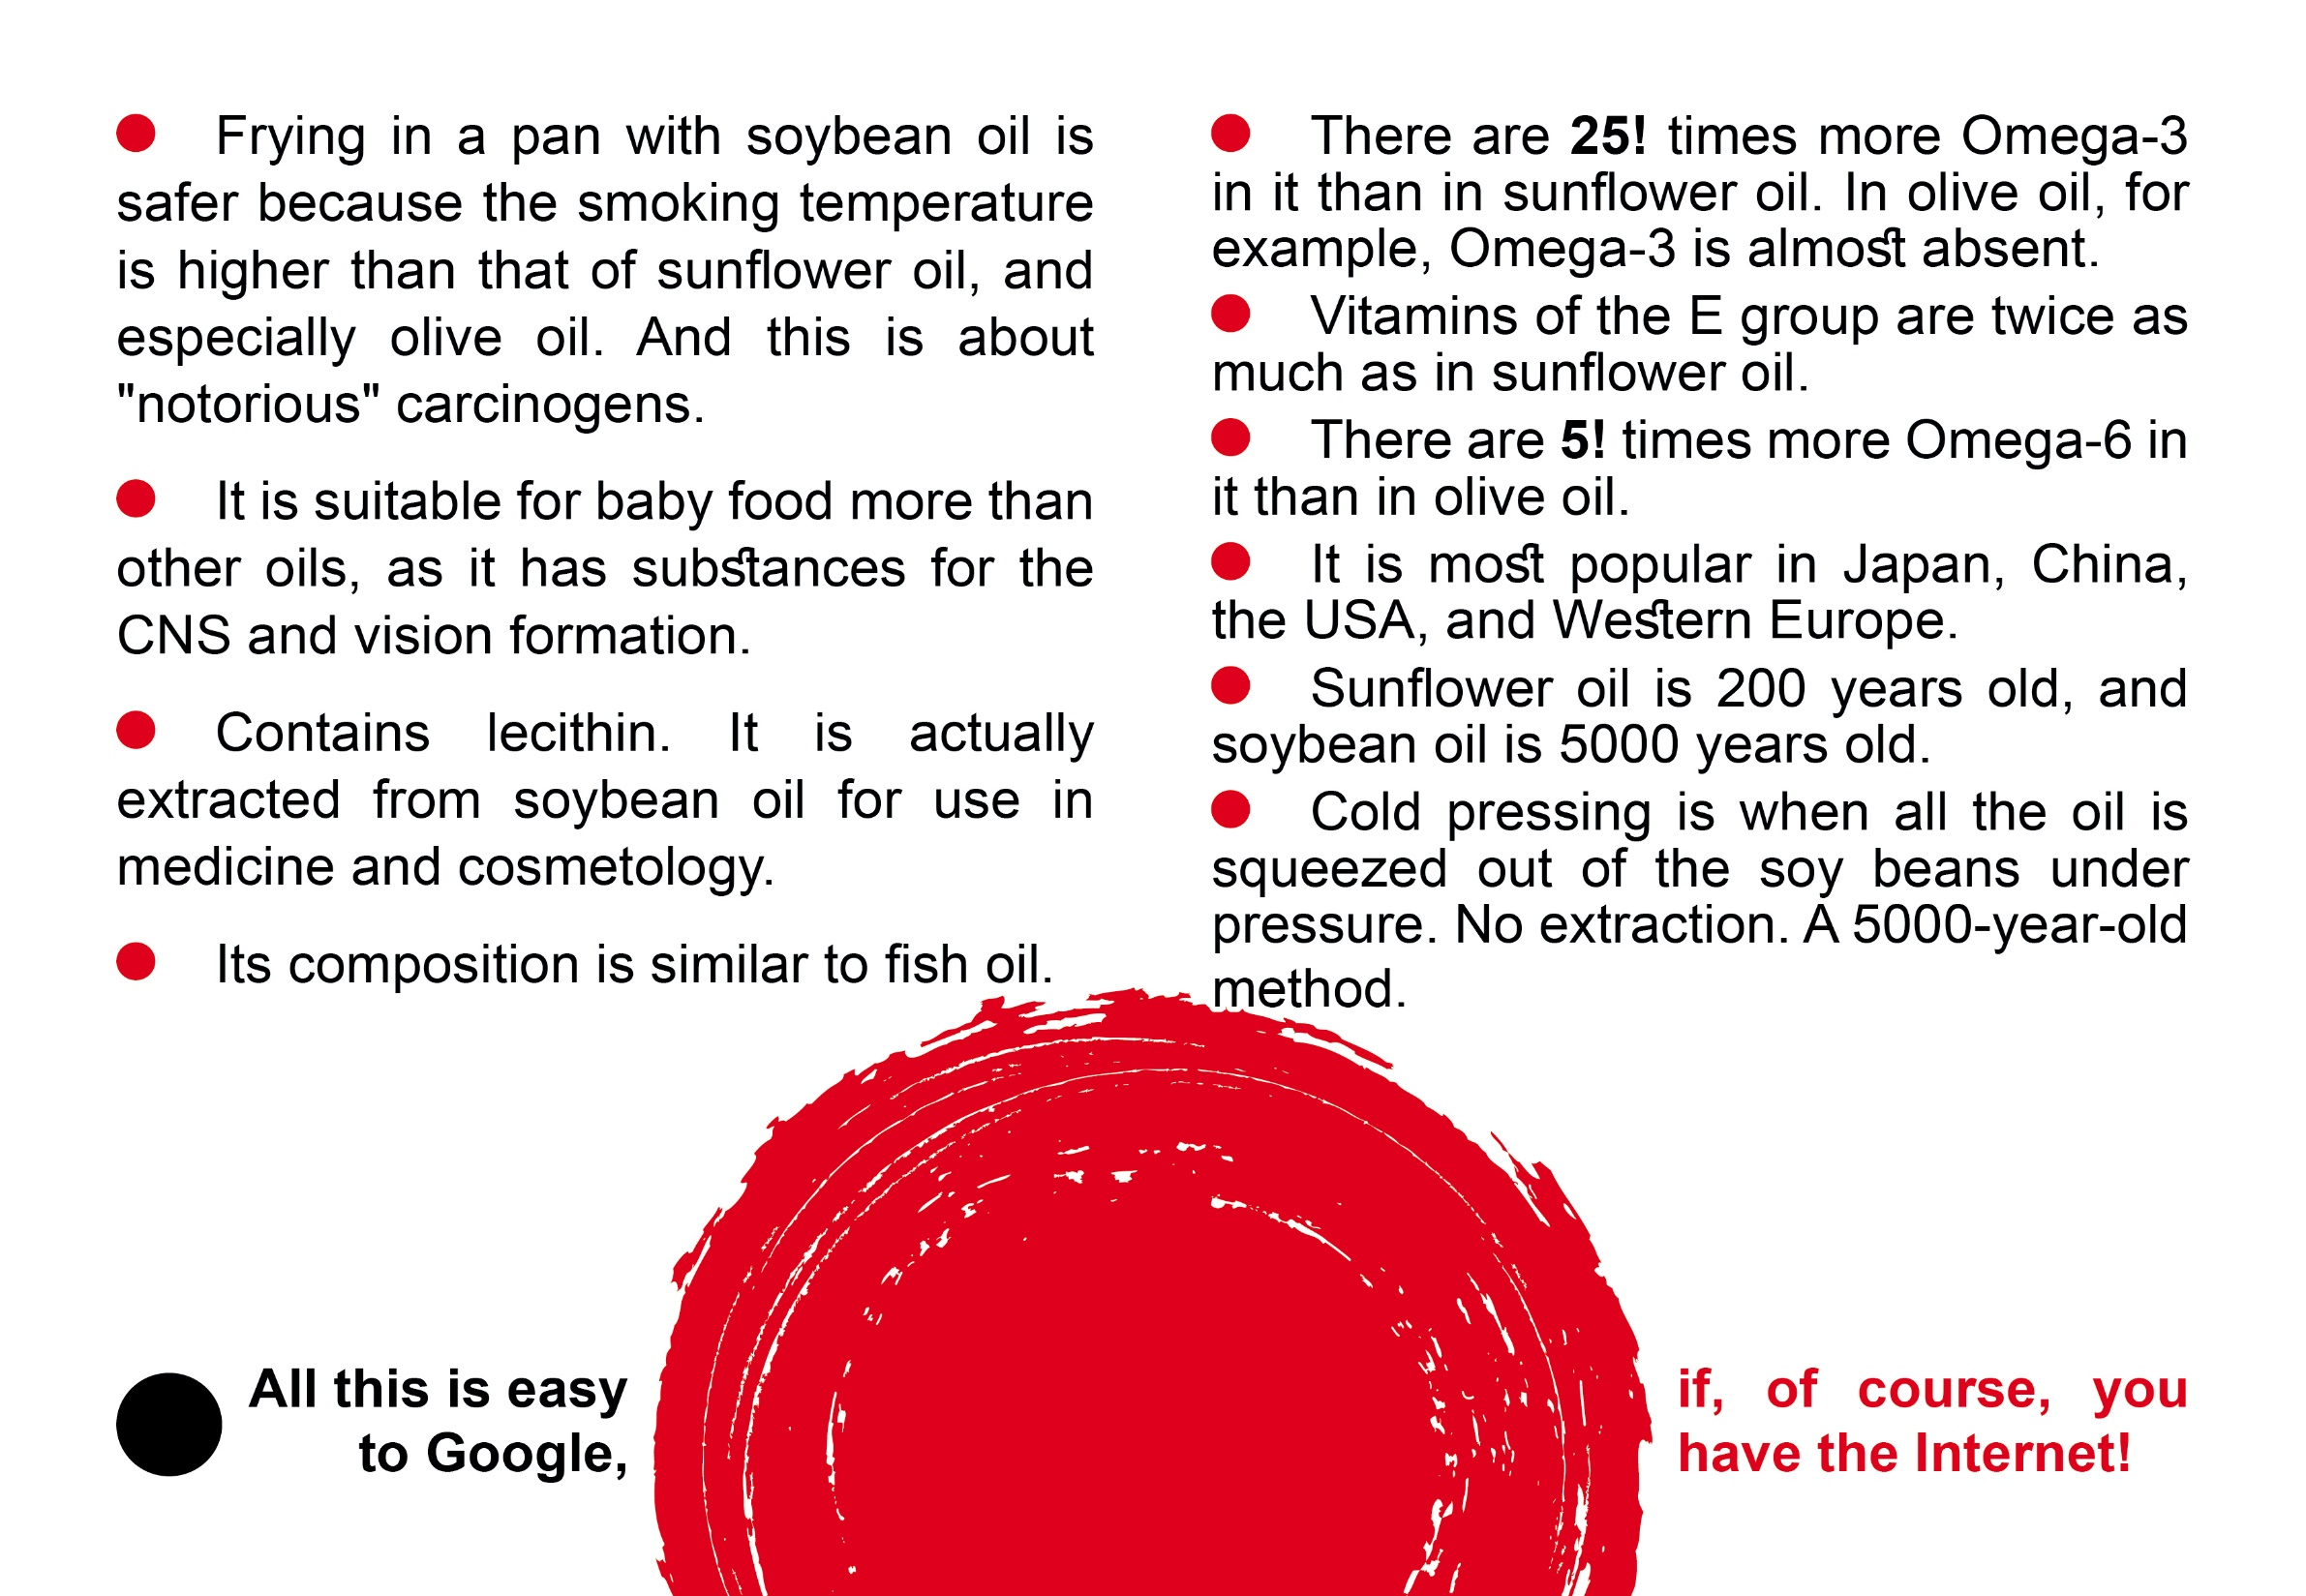 Frying in a pan with soybean oil is
safer because the smoking temperature
is higher than that of sunflower oil, and
especially olive oil. And this is about
"notorious" carcinogens.
It is suitable for baby food more than
other oils, as it has substances for the
CNS and vision formation.
Contains lecithin. It is actually
extracted from soybean oil for use in
medicine and cosmetology.
Its composition is similar to fish oil.
There are 25! times more Omega-3
in it than in sunflower oil. In olive oil, for
example, Omega-3 is almost absent.
Vitamins of the E group are twice as
much as in sunflower oil.
There are 5! times more Omega-6 in
it than in olive oil.
It is most popular in Japan, China,
the USA, and Western Europe.
Sunflower oil is 200 years old, and
soybean oil is 5000 years old.
Cold pressing is when all the oil is
squeezed out of the soy beans under
pressure. No extraction. A 5000-year-old
method.
All this is easy
to Google,
if, of course, you
have the Internet!